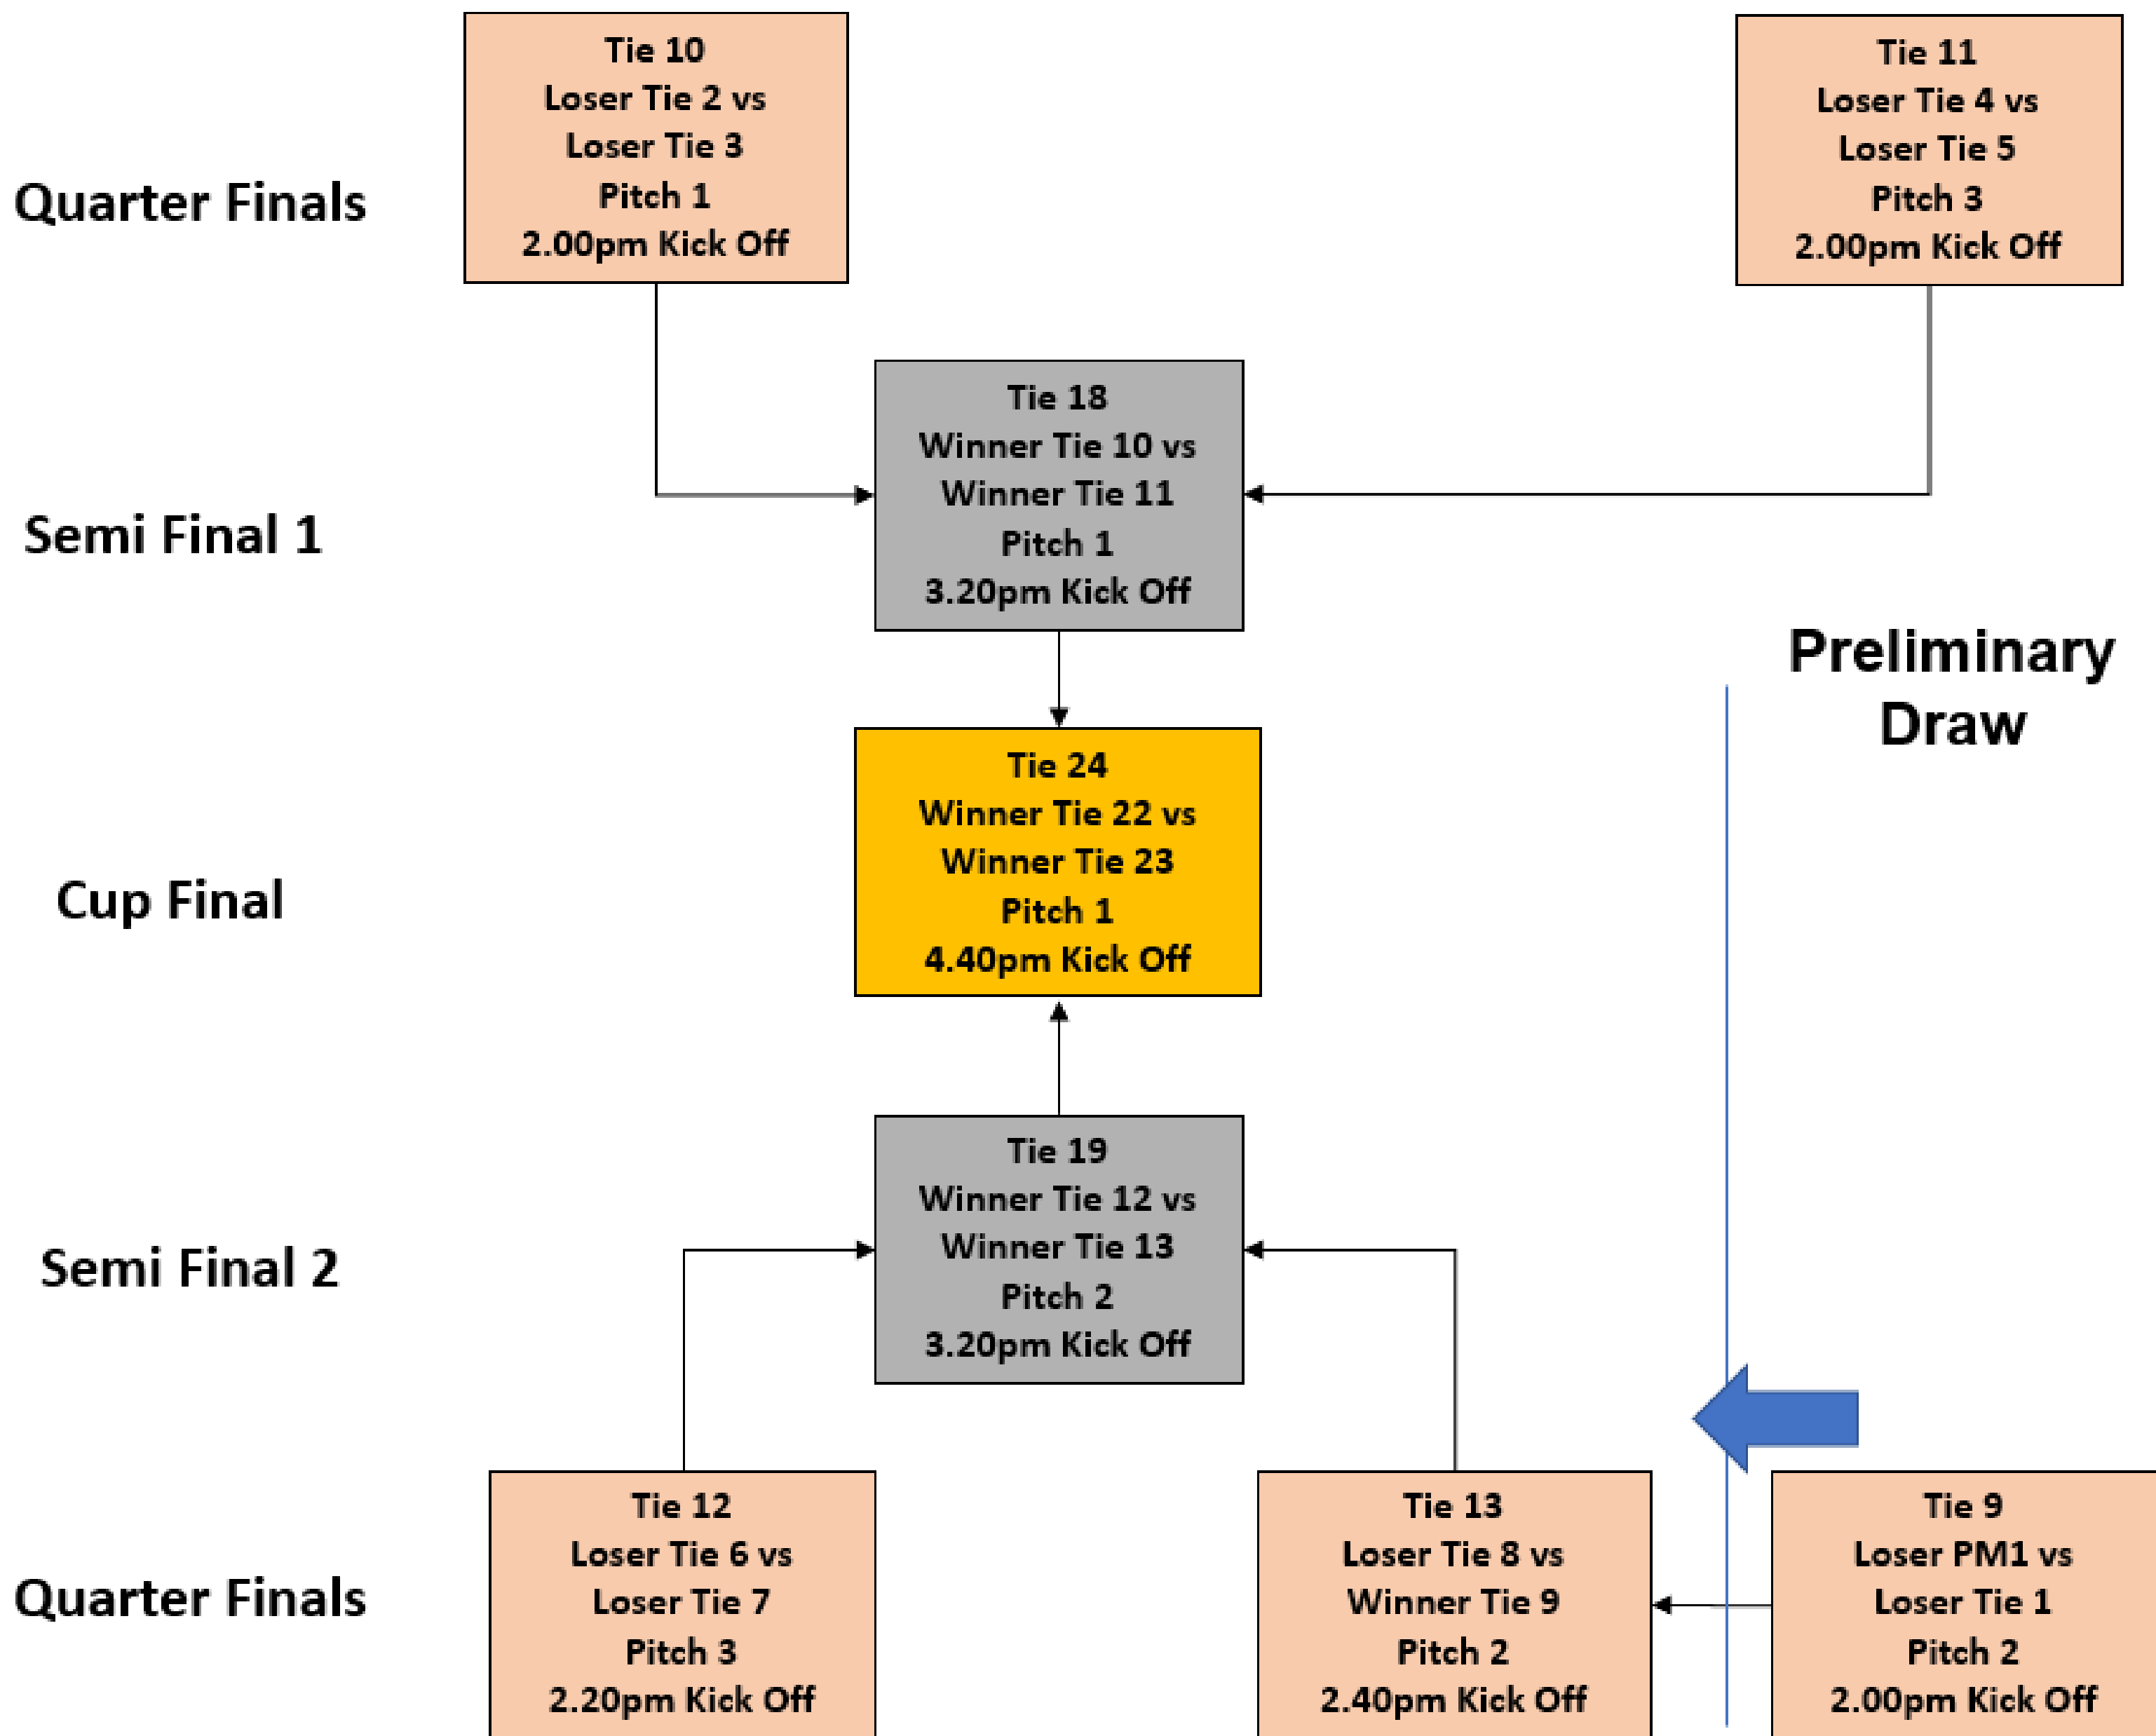 Tie 10
Loser Tie 2 vs
Loser Tie 3
Pitch 1
2.00pm Kick Off
Tie 11
Loser Tie 4 vs
Loser Tie 5
Pitch 3
2.00pm Kick Off
Quarter Finals
Tie 18
Winner Tie 10 vs
Winner Tie 11
Pitch 1
3.20pm Kick Off
Semi Final 1
Preliminary
Draw
Tie 24
Winner Tie 22 vs
Winner Tie 23
Pitch 1
4.40pm Kick Off
Cup Final
Tie 19
Winner Tie 12 vs
Winner Tie 13
Pitch 2
3.20pm Kick Off
Semi Final 2
Quarter Finals
Tie 12
Loser Tie 6 vs
Loser Tie 7
Pitch 3
2.20pm Kick Off
Tie 13
Loser Tie 8 vs
Winner Tie 9
Pitch 2
2.40pm Kick Off
Tie 9
Loser PM1 vs
Loser Tie 1
Pitch 2
2.00pm Kick Off